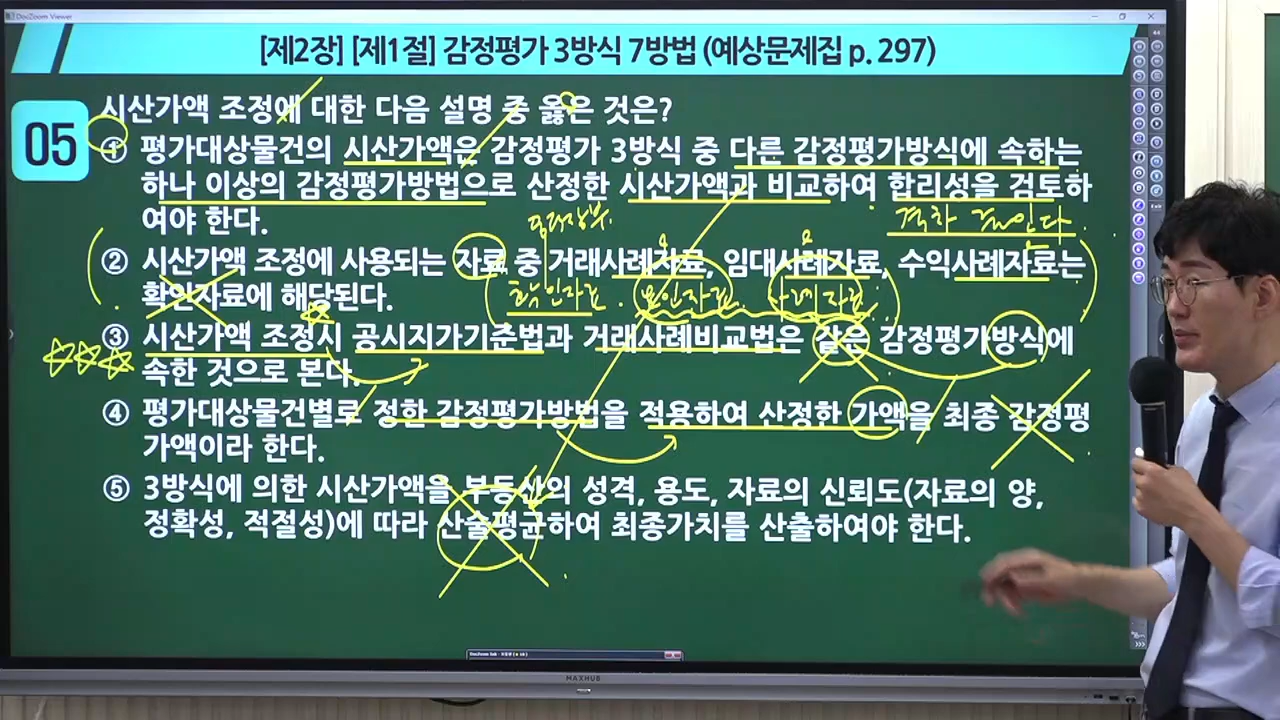 DocZoom Viewer
[제2장] [제1절] 감정평가 3방식 7방법 (예상문제집 p. 297)
05
시산가액 조정에 대한 다음 설명 중 옳은 것은?
① 평가대상물건의 시산가액은 감정평가 3방식 중 다른 감정평가방식에 속하는
하나 이상의 감정평가방법으로 산정한 시산가액과 비교하여 합리성을 검토하
여야 한다.
② 시산가액 조정에 사용되는 자료 중 거래사례자료, 임대사례자료, 수익사례자료는
확인자료에 해당된다.
확인자료 . 요인자료 . 사례자료
③ 시산가액 조정시 공시지가기준법과 거래사례비교법은 같은 감정평가방식에
속한 것으로 본다.
④ 평가대상물건별로 정한 감정평가방법을 적용하여 산정한 가액을 최종 감정평
가액이라 한다.
⑤ 3방식에 의한 시산가액을 부동산의 성격, 용도, 자료의 신뢰도(자료의 양,
정확성, 적절성)에 따라 산술평균하여 최종가치를 산출하여야 한다.
MAXHUB